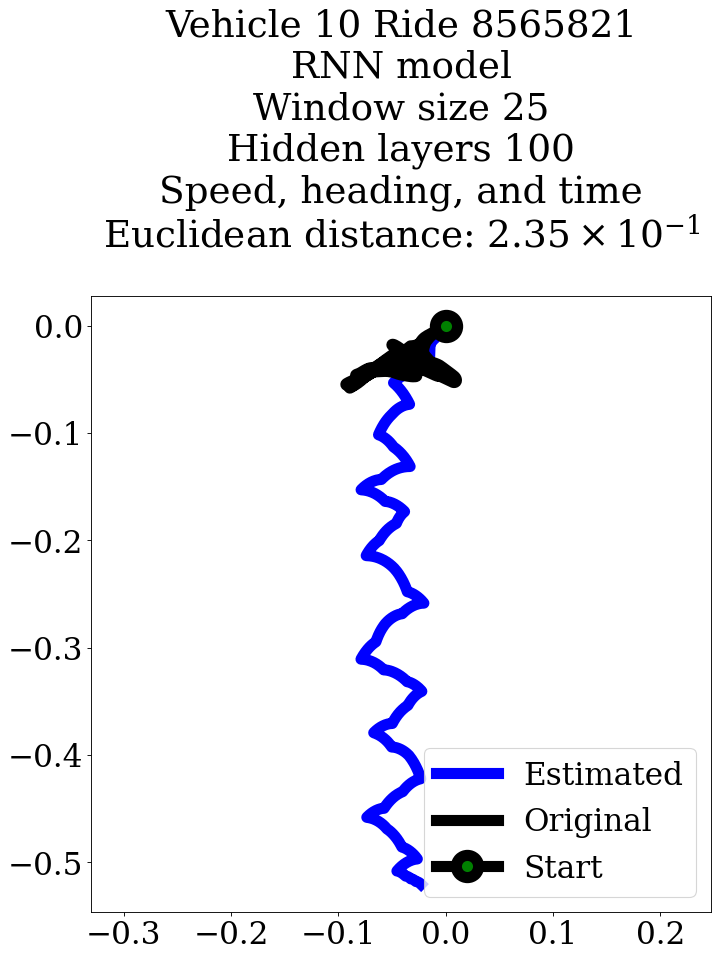 Vehicle 10 Ride 8565821
RNN model
Window size 25
Hidden layers 100
Speed, heading, and time
Euclidean distance: 2.35 × 10⁻¹
0.0
−0.1
−0.2
−0.3
−0.4
−0.5
Estimated
Original
Start
−0.3 −0.2 −0.1 0.0 0.1 0.2